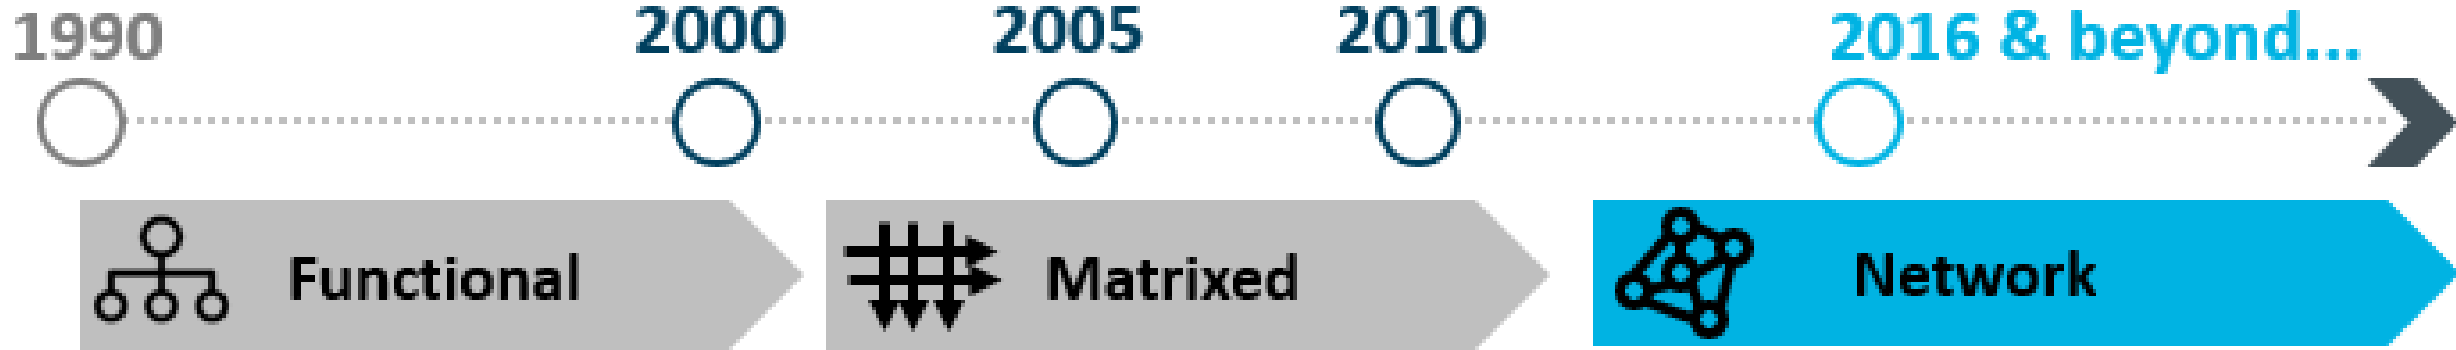 1990 2000 2005 2010 2016 & beyond...
Functional Matrixed Network